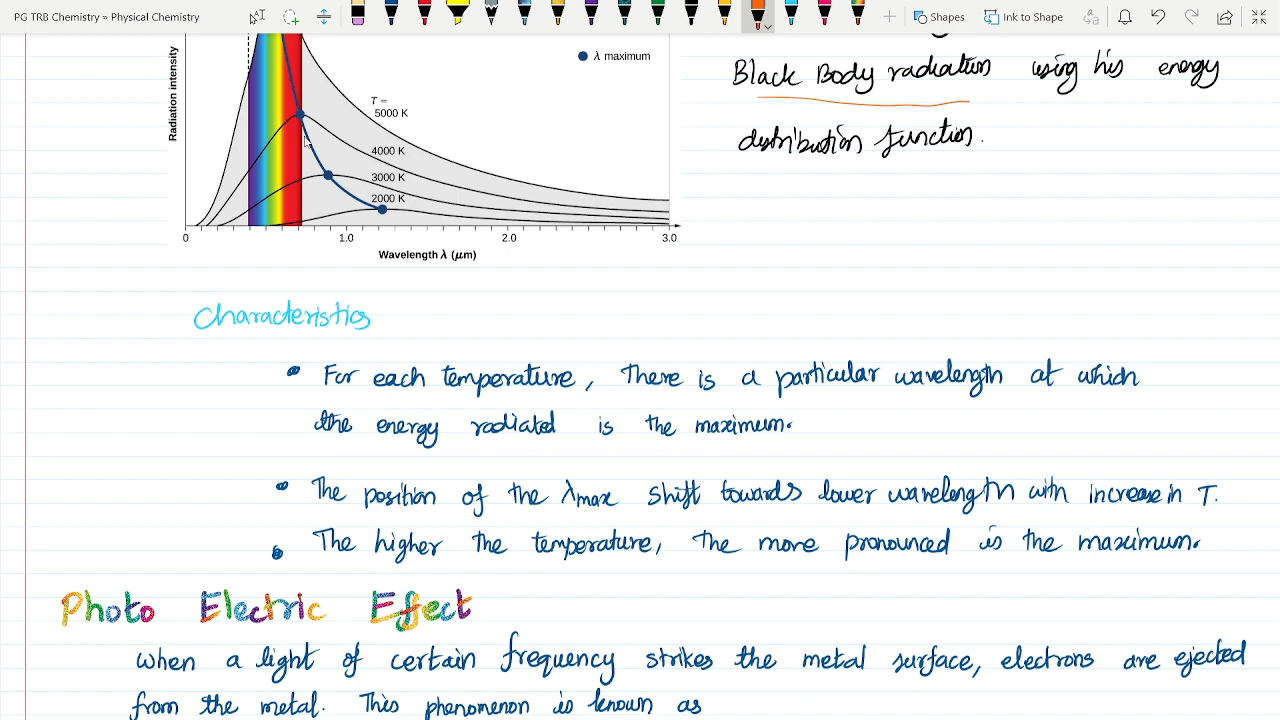 PG TRB Chemistry » Physical Chemistry
Shapes
Ink to Shape
Radiation intensity
λ maximum
T =
5000 K
4000 K
3000 K
2000 K
0 1.0 2.0 3.0
Wavelength λ (μm)
Black Body radiation using his energy
distribution function.
Characteristics
• For each temperature, There is a particular wavelength at which
the energy radiated is the maximum.
• The position of the λmax shift towards lower wavelength with increase in T.
• The higher the temperature, the more pronounced is the maximum.
Photo Electric Effect
when a light of certain frequency strikes the metal surface, electrons are ejected
from the metal. This phenomenon is known as